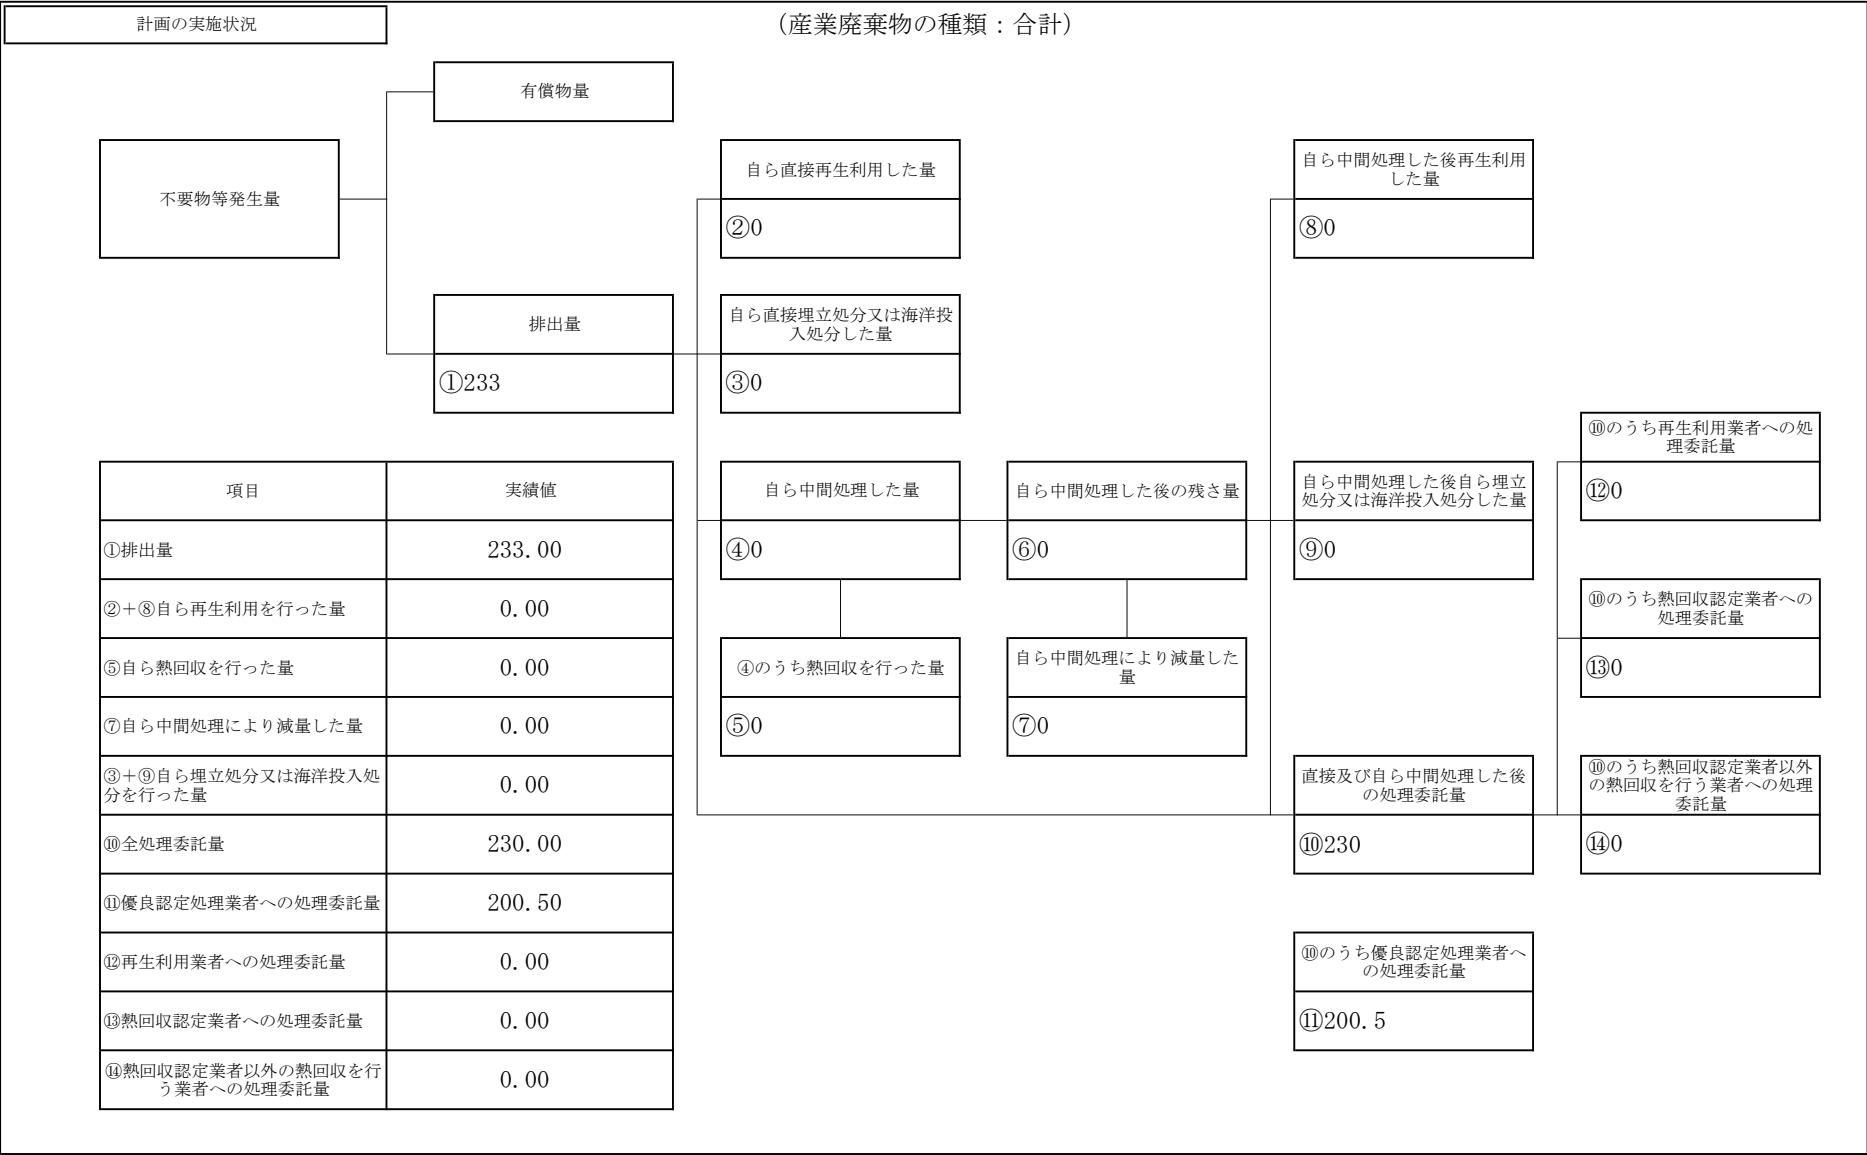 計画の実施状況
（産業廃棄物の種類：合計）
有償物量
不要物等発生量
自ら直接再生利用した量
②0
自ら中間処理した後再生利用
した量
⑧0
排出量
①233
自ら直接埋立処分又は海洋投
入処分した量
③0
⑩のうち再生利用業者への処
理委託量
⑫0
自ら中間処理した量
④0
自ら中間処理した後の残さ量
⑥0
自ら中間処理した後自ら埋立
処分又は海洋投入処分した量
⑨0
⑩のうち熱回収認定業者への
処理委託量
⑬0
④のうち熱回収を行った量
⑤0
自ら中間処理により減量した
量
⑦0
直接及び自ら中間処理した後
の処理委託量
⑩230
⑩のうち熱回収認定業者以外
の熱回収を行う業者への処理
委託量
⑭0
⑩のうち優良認定処理業者へ
の処理委託量
⑪200.5
項目 実績値
①排出量 233.00
②＋⑧自ら再生利用を行った量 0.00
⑤自ら熱回収を行った量 0.00
⑦自ら中間処理により減量した量 0.00
③＋⑨自ら埋立処分又は海洋投入処
分を行った量 0.00
⑩全処理委託量 230.00
⑪優良認定処理業者への処理委託量 200.50
⑫再生利用業者への処理委託量 0.00
⑬熱回収認定業者への処理委託量 0.00
⑭熱回収認定業者以外の熱回収を行
う業者への処理委託量 0.00